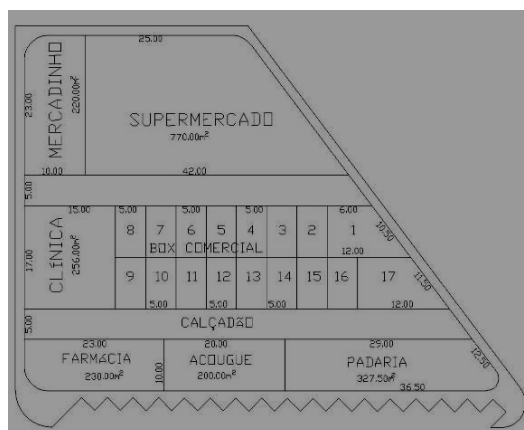 25.00
23.00
MERCADINHO
220.00m²
SUPERMERCADO
770.00m²
10.00
42.00
5.00
15.00
5.00
5.00
5.00
6.00
10.50
CLíNICA
256.00m²
17.00
8 7 6 5 4 3 2 1
BOX COMERCIAL
12.00
9 10 11 12 13 14 15 16 17
11.50
5.00
5.00
5.00
12.00
5.00
CALÇADãO
23.00
20.00
29.00
12.50
FARMáCIA
230.00m²
10.00
ACOUGUE
200.00m²
PADARIA
327.50m²
36.50